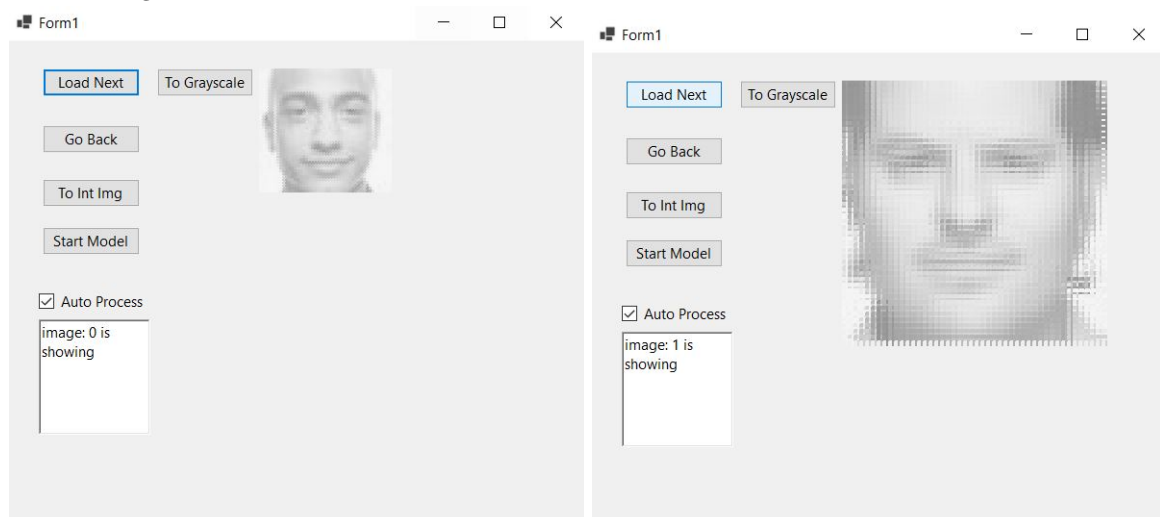 Form1
Load Next
To Grayscale
Go Back
To Int Img
Start Model
Auto Process
image: 0 is
showing
Form1
Load Next
To Grayscale
Go Back
To Int Img
Start Model
Auto Process
image: 1 is
showing